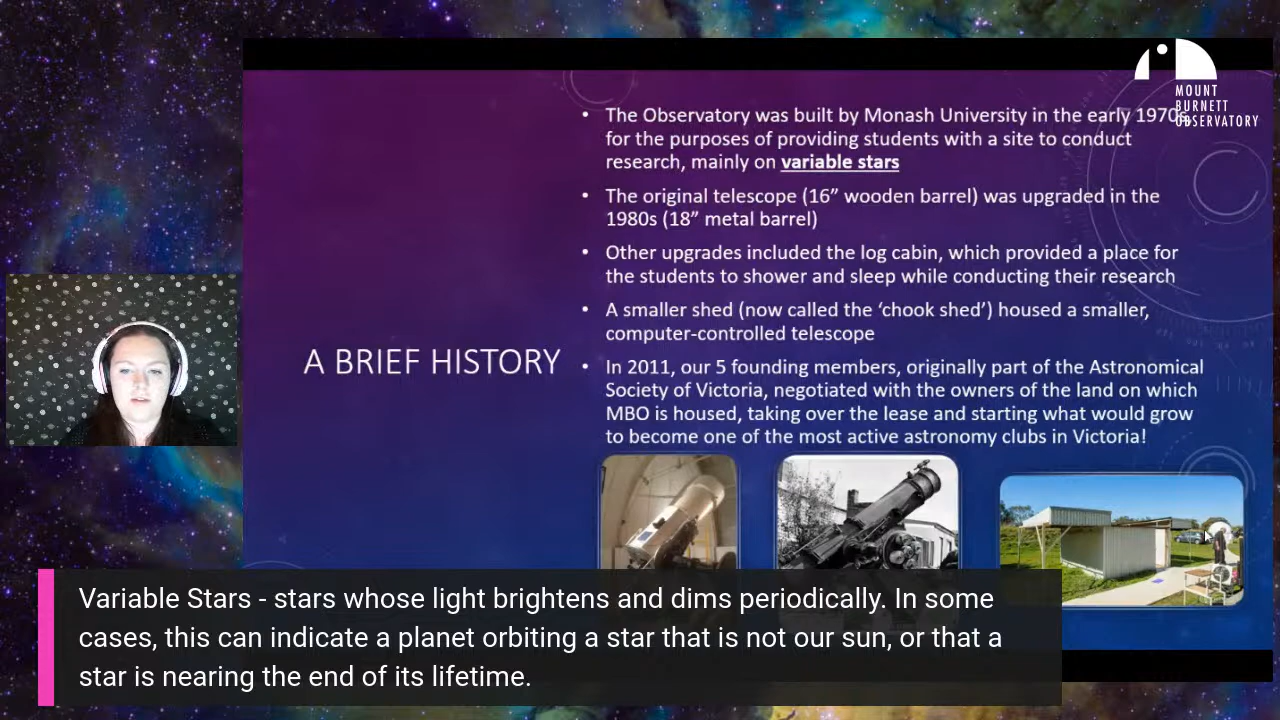 MOUNT
BURNETT
OBSERVATORY
A BRIEF HISTORY
• The Observatory was built by Monash University in the early 1970s
for the purposes of providing students with a site to conduct
research, mainly on variable stars
• The original telescope (16” wooden barrel) was upgraded in the
1980s (18” metal barrel)
• Other upgrades included the log cabin, which provided a place for
the students to shower and sleep while conducting their research
• A smaller shed (now called the ‘chook shed’) housed a smaller,
computer-controlled telescope
• In 2011, our 5 founding members, originally part of the Astronomical
Society of Victoria, negotiated with the owners of the land on which
MBO is housed, taking over the lease and starting what would grow
to become one of the most active astronomy clubs in Victoria!
Variable Stars - stars whose light brightens and dims periodically. In some
cases, this can indicate a planet orbiting a star that is not our sun, or that a
star is nearing the end of its lifetime.